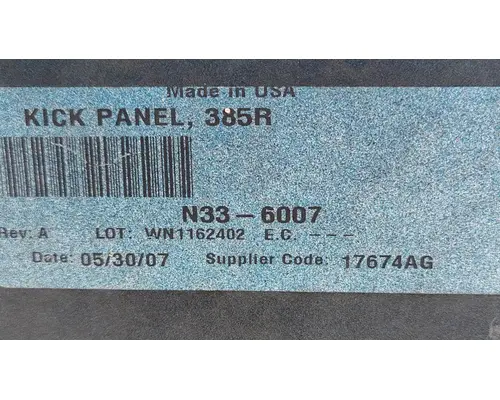 Made in USA
KICK PANEL, 385R
N33-6007
Rev: A LOT: WN1162402 E.C. ---
Date: 05/30/07 Supplier Code: 17674AG